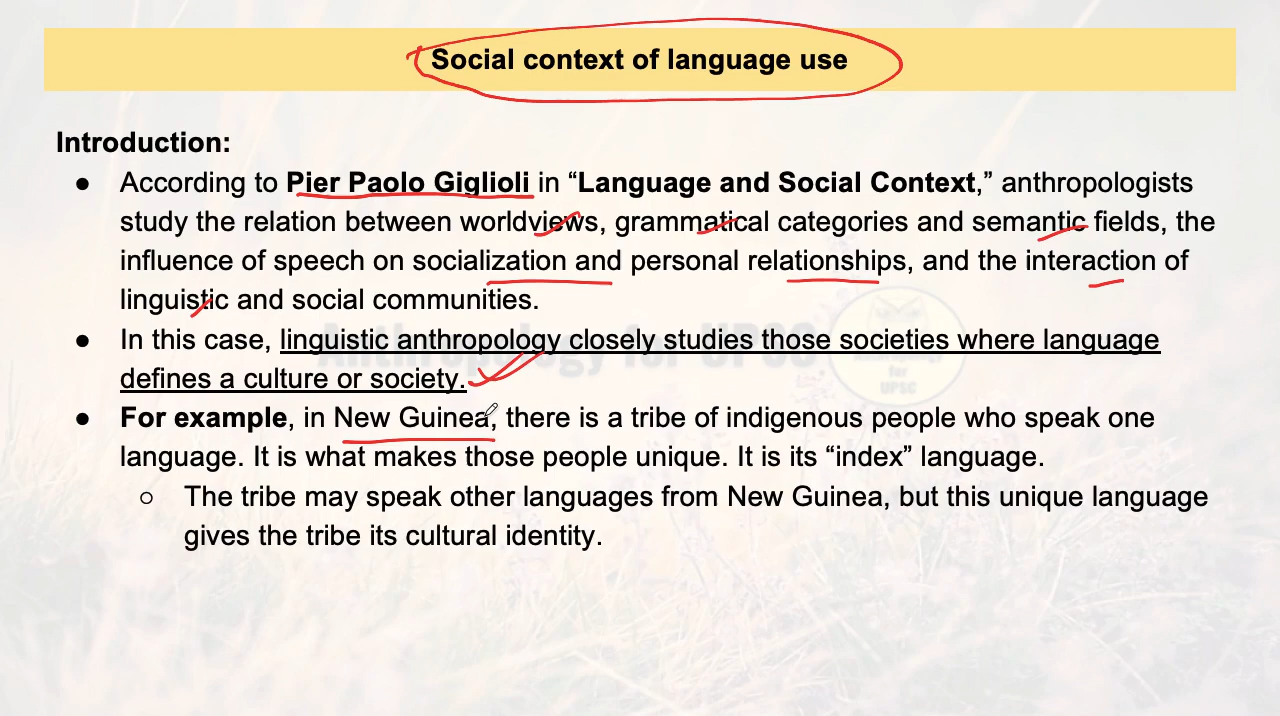 Social context of language use
Introduction:
● According to Pier Paolo Giglioli in “Language and Social Context,” anthropologists
study the relation between worldviews, grammatical categories and semantic fields, the
influence of speech on socialization and personal relationships, and the interaction of
linguistic and social communities.
● In this case, linguistic anthropology closely studies those societies where language
defines a culture or society.
● For example, in New Guinea, there is a tribe of indigenous people who speak one
language. It is what makes those people unique. It is its “index” language.
○ The tribe may speak other languages from New Guinea, but this unique language
gives the tribe its cultural identity.
Anthropology for UPSC
for
UPSC